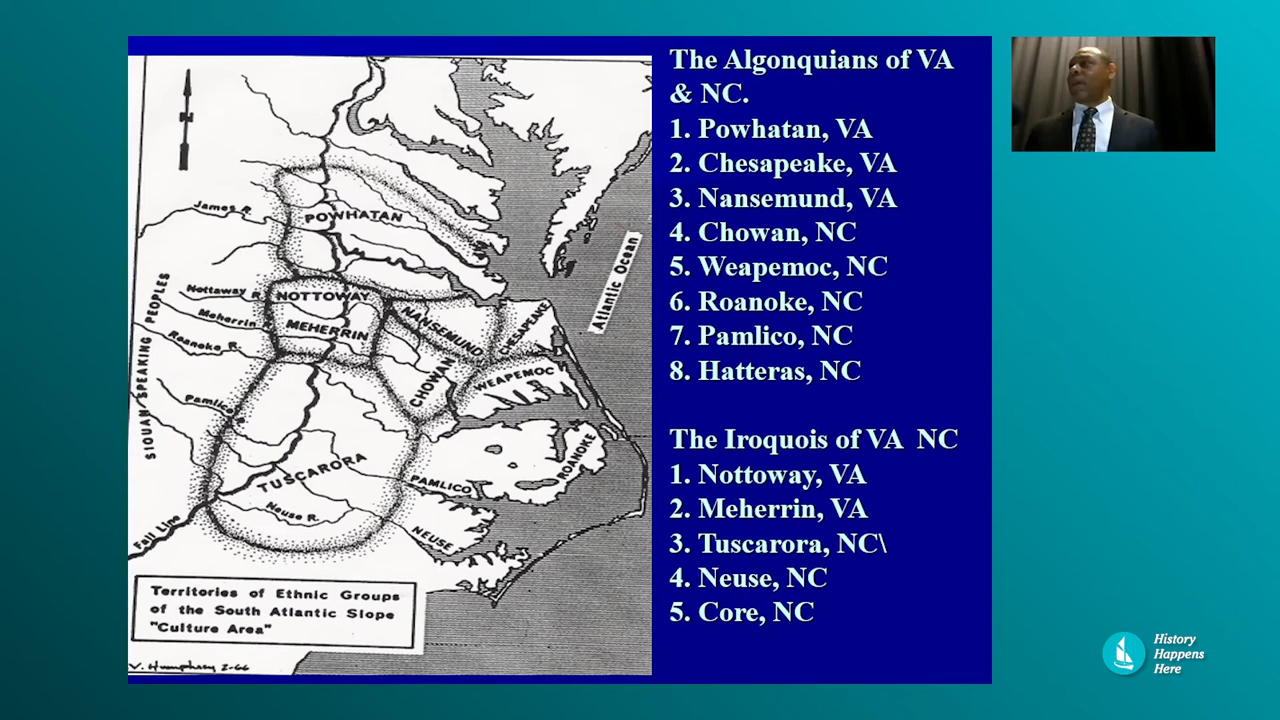 The Algonquians of VA
& NC.
1. Powhatan, VA
2. Chesapeake, VA
3. Nansemund, VA
4. Chowan, NC
5. Weapemoc, NC
6. Roanoke, NC
7. Pamlico, NC
8. Hatteras, NC
The Iroquois of VA  NC
1. Nottoway, VA
2. Meherrin, VA
3. Tuscarora, NC\
4. Neuse, NC
5. Core, NC
N
James R.
POWHATAN
Atlantic Ocean
SIOUAN SPEAKING PEOPLES
Nottaway R.
NOTTOWAY
Meherrin
MEHERRIN
NANSEMUND
CHESAPEAKE
Roanoke R.
CHOWAN
WEAPEMOC
Pamlico R.
ROANOKE
TUSCARORA
PAMLICO
Neuse R.
NEUSE
Fall Line
Territories of Ethnic Groups
of the South Atlantic Slope
"Culture Area"
V. Humphrey 2-66
History
Happens
Here